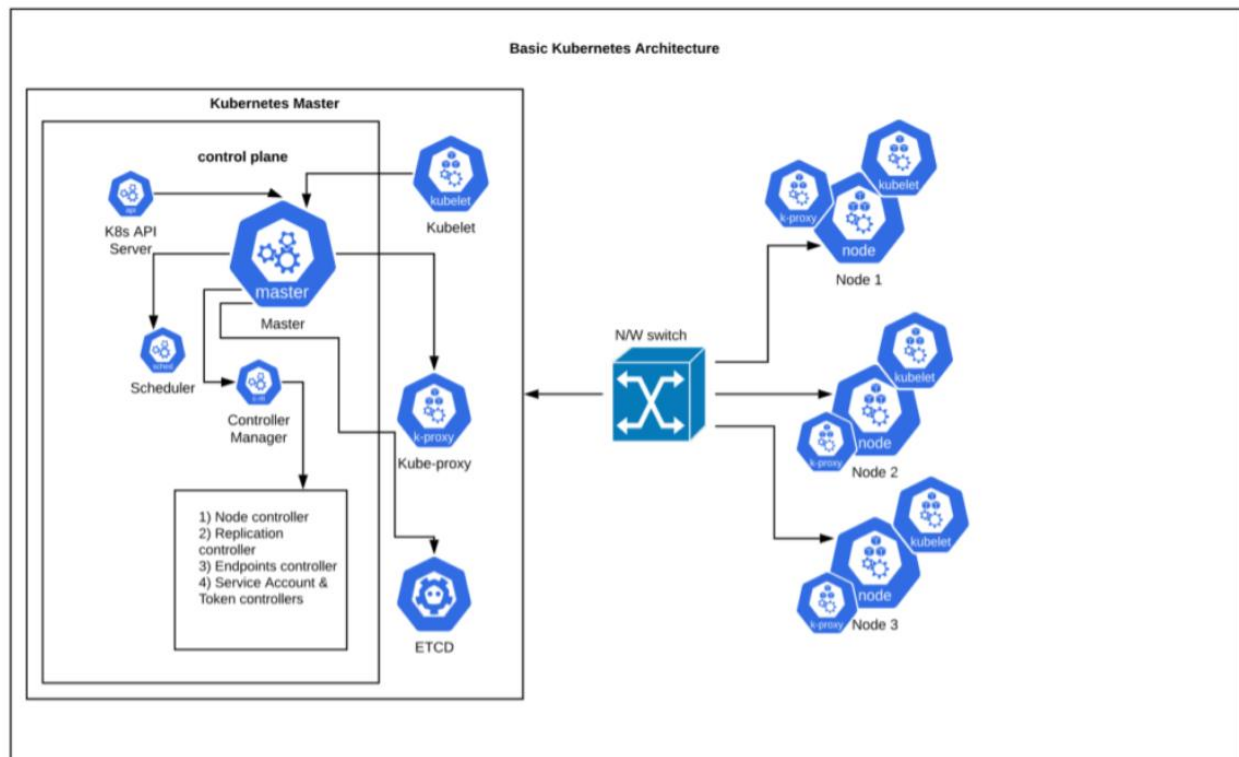 Basic Kubernetes Architecture
Kubernetes Master
control plane
api
K8s API
Server
kubelet
Kubelet
master
Master
sched
Scheduler
c-m
Controller
Manager
k-proxy
Kube-proxy
1) Node controller
2) Replication
controller
3) Endpoints controller
4) Service Account &
Token controllers
ETCD
N/W switch
kubelet
k-proxy
node
Node 1
kubelet
node
k-proxy
Node 2
kubelet
node
k-proxy
Node 3